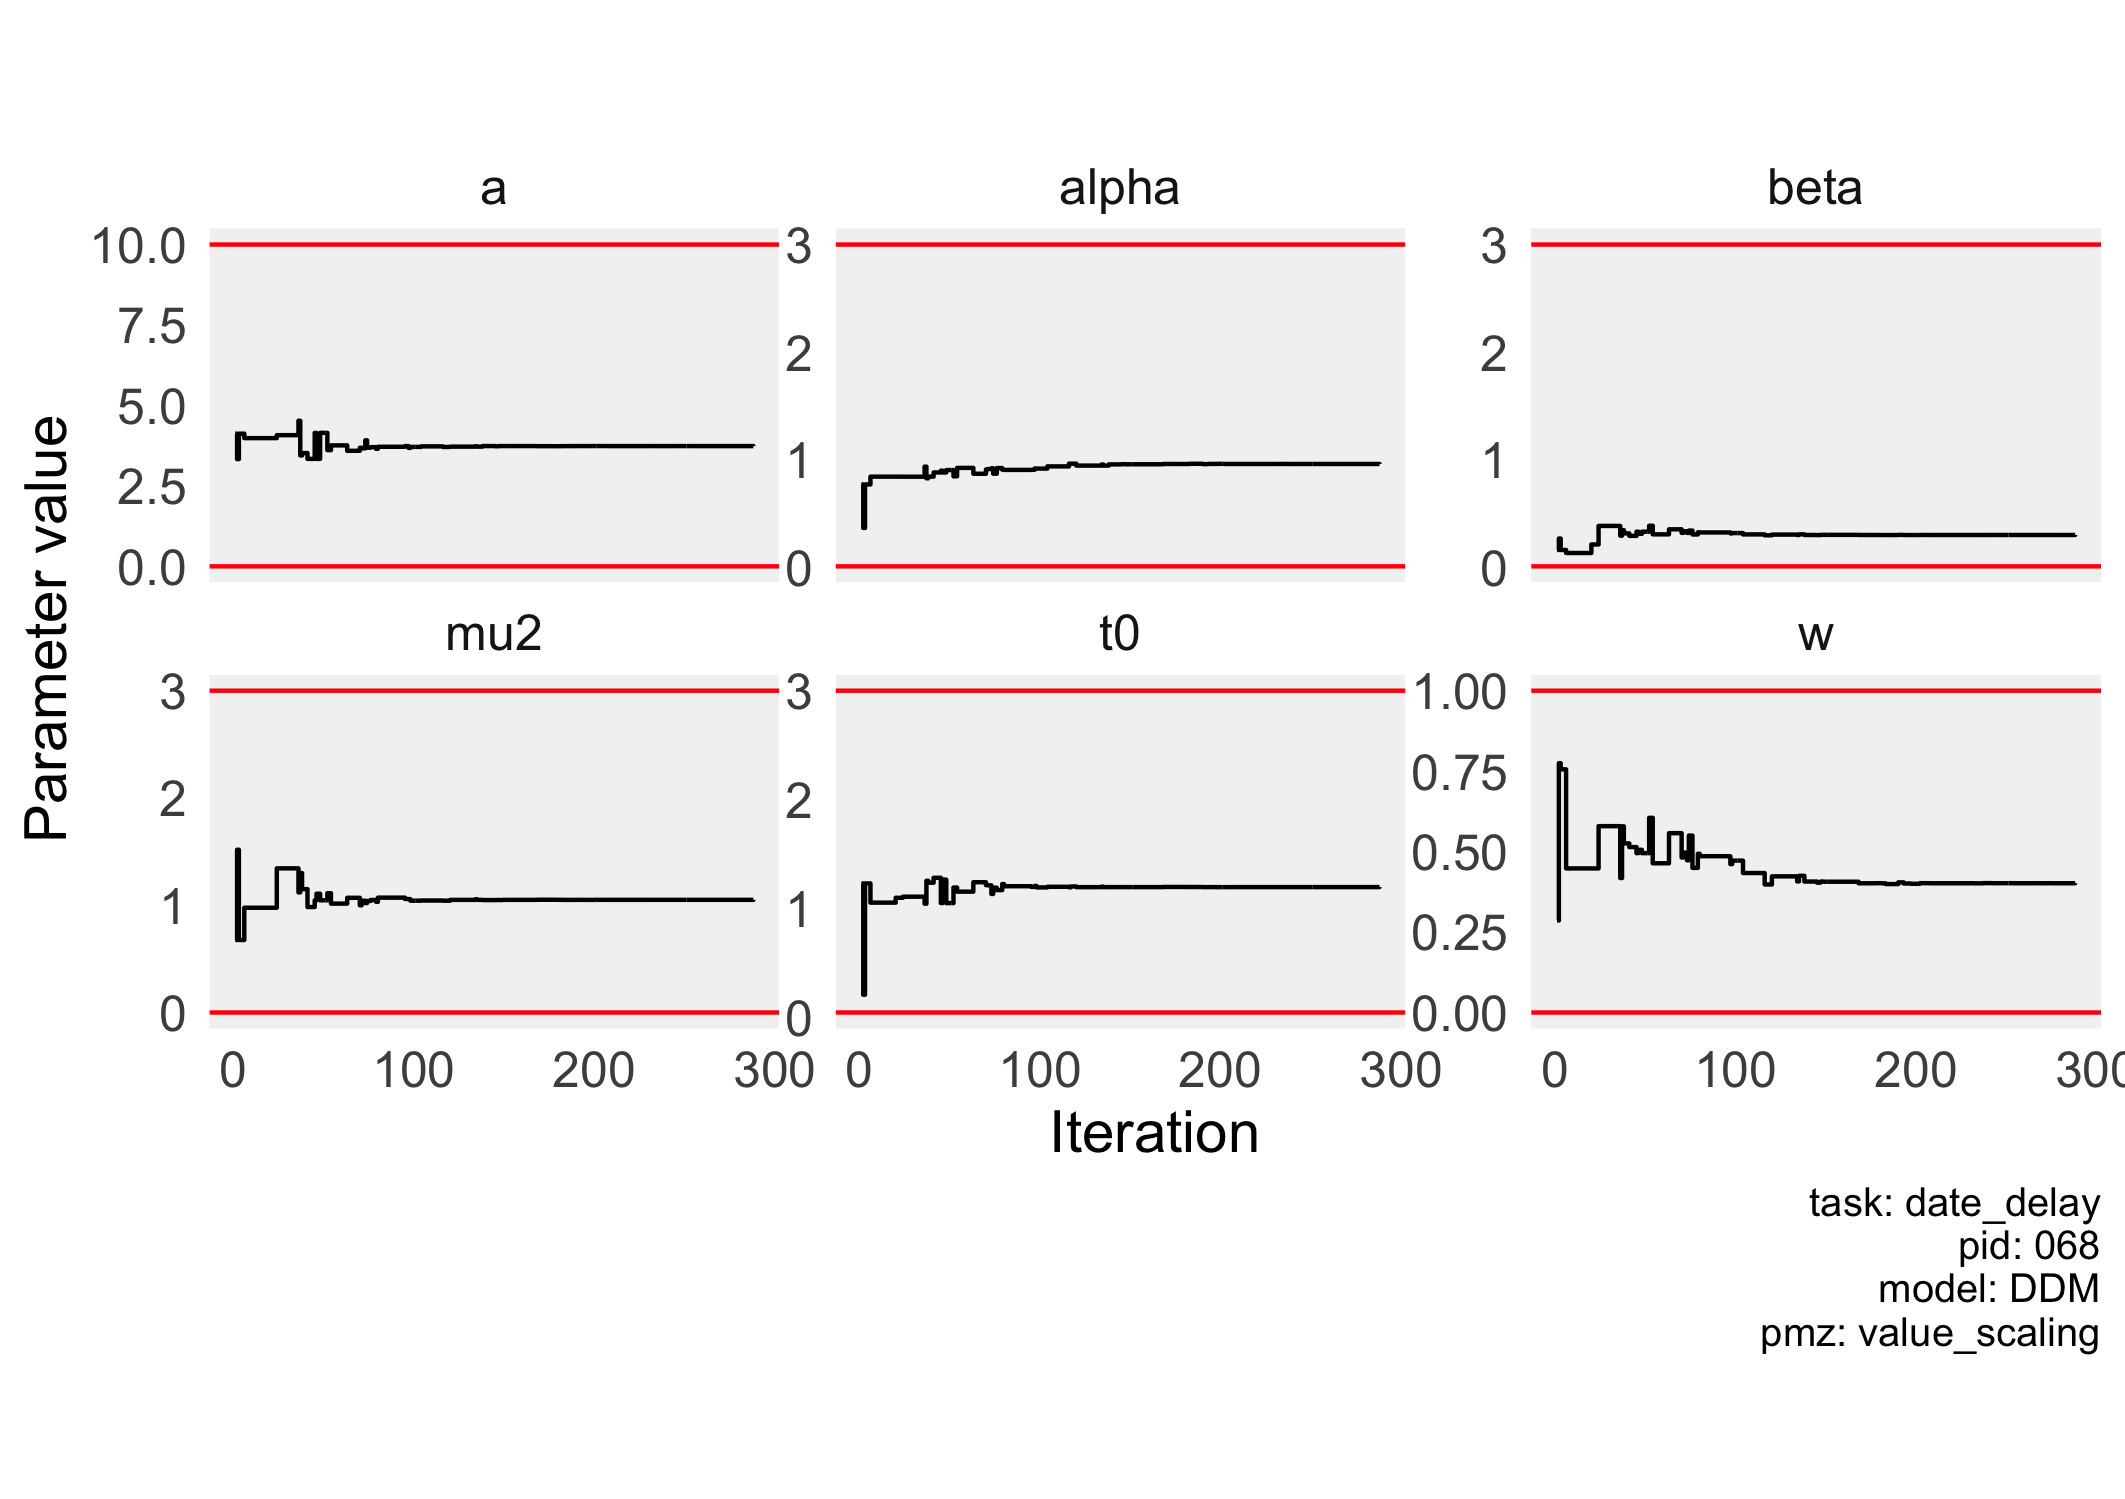 a
alpha
beta
10.0
7.5
5.0
2.5
0.0
3
2
1
0
3
2
1
0
mu2
t0
w
3
2
1
0
3
2
1
0
1.00
0.75
0.50
0.25
0.00
0 100 200 300
0 100 200 300
0 100 200
Parameter value
Iteration
task: date_delay
pid: 068
model: DDM
pmz: value_scaling